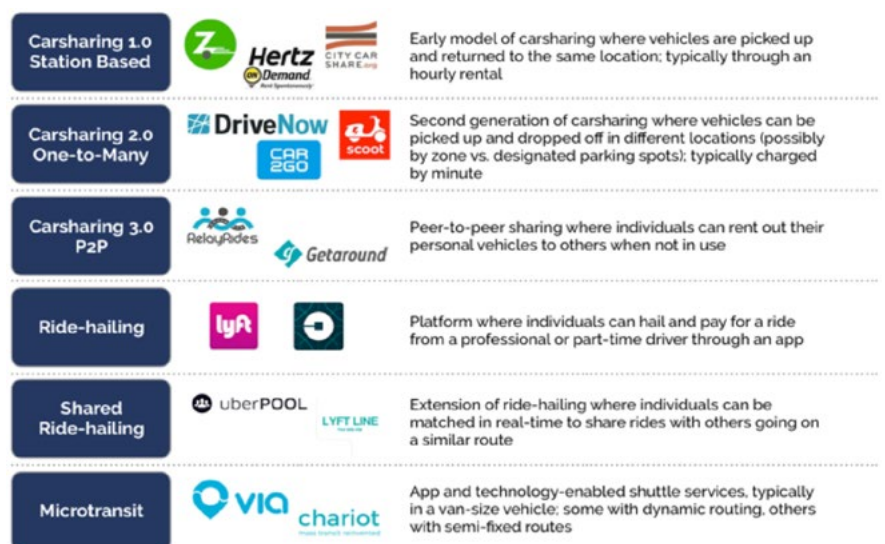 Carsharing 1.0
Station Based
Z
Hertz
ON Demand
Rent Spontaneously
CITY CAR
SHARE.org
Early model of carsharing where vehicles are picked up
and returned to the same location; typically through an
hourly rental
Carsharing 2.0
One-to-Many
DriveNow
CAR
2GO
scoot
Second generation of carsharing where vehicles can be
picked up and dropped off in different locations (possibly
by zone vs. designated parking spots); typically charged
by minute
Carsharing 3.0
P2P
RelayRides
Getaround
Peer-to-peer sharing where individuals can rent out their
personal vehicles to others when not in use
Ride-hailing
lyft
Platform where individuals can hail and pay for a ride
from a professional or part-time driver through an app
Shared
Ride-hailing
uberPOOL
LYFT LINE
Extension of ride-hailing where individuals can be
matched in real-time to share rides with others going on
a similar route
Microtransit
via
chariot
mass transit reinvented
App and technology-enabled shuttle services, typically
in a van-size vehicle; some with dynamic routing, others
with semi-fixed routes